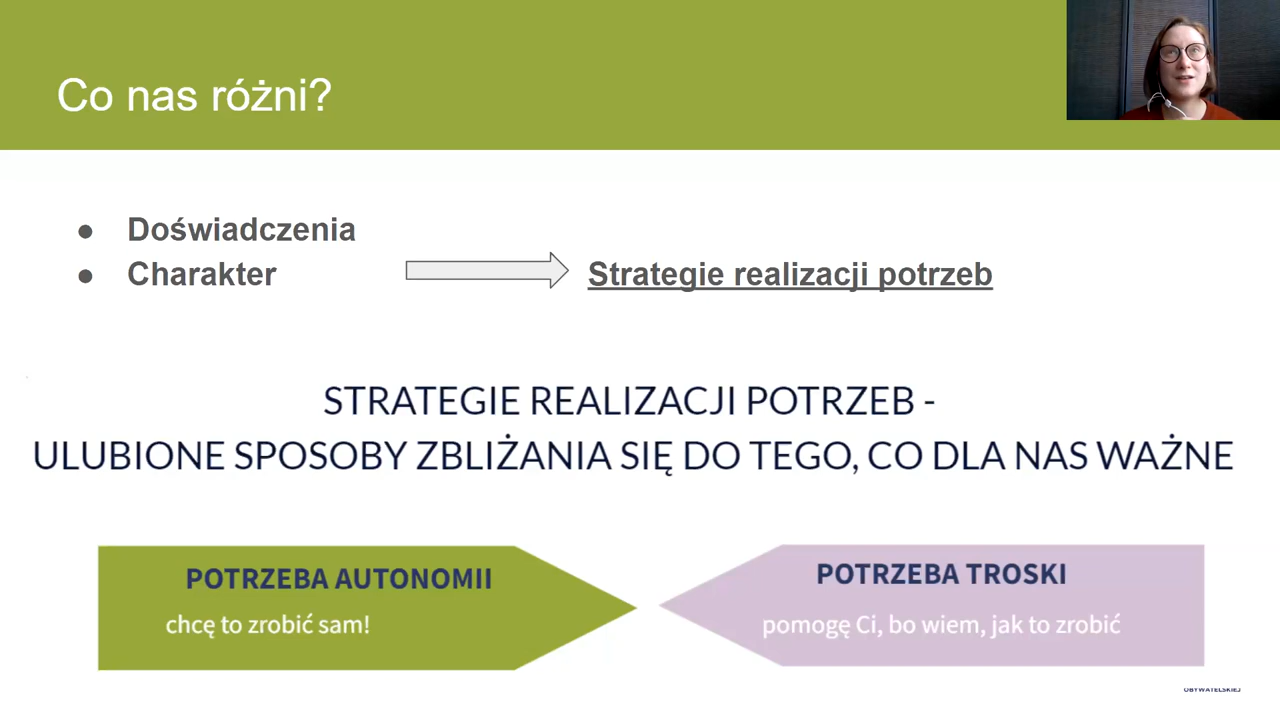 Co nas różni?
● Doświadczenia
● Charakter
Strategie realizacji potrzeb
STRATEGIE REALIZACJI POTRZEB -
ULUBIONE SPOSOBY ZBLIŻANIA SIĘ DO TEGO, CO DLA NAS WAŻNE
POTRZEBA AUTONOMII
chcę to zrobić sam!
POTRZEBA TROSKI
pomogę Ci, bo wiem, jak to zrobić
OBYWATELSKIEJ